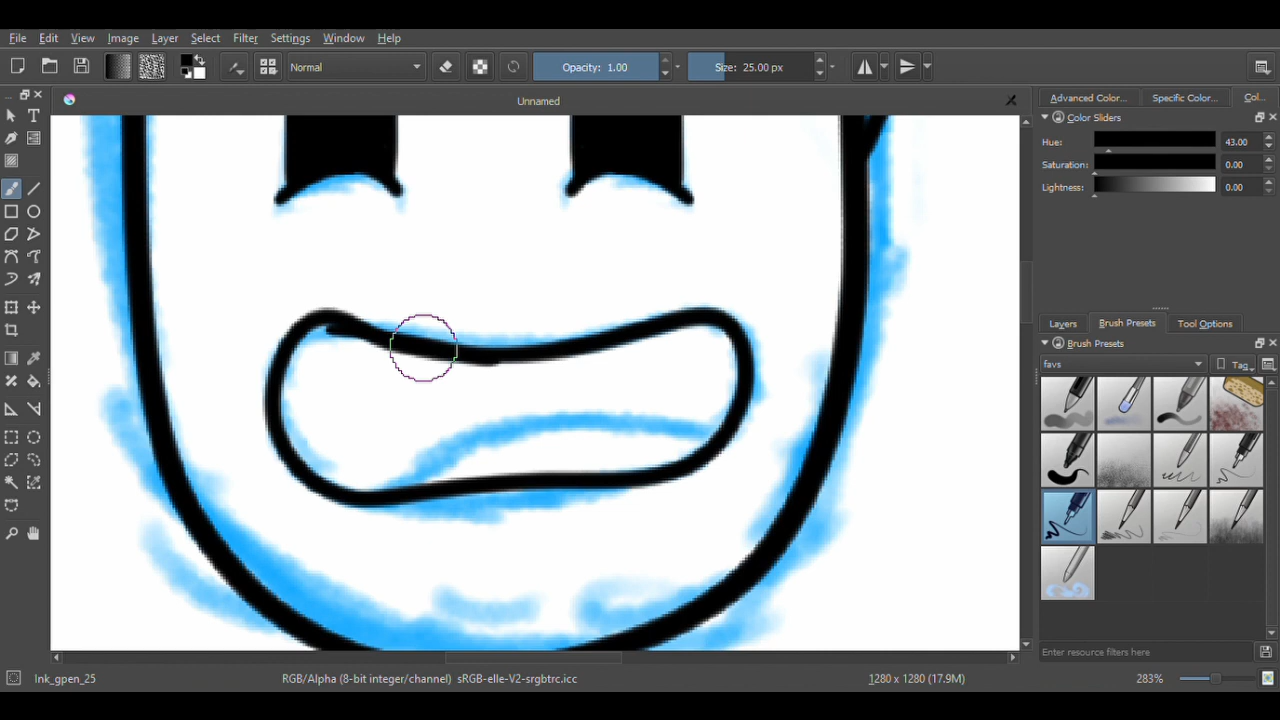 File Edit View Image Layer Select Filter Settings Window Help
Normal Opacity: 1.00 Size: 25.00 px
Unnamed
Advanced Color... Specific Color... Col...
Color Sliders
Hue: 43.00
Saturation: 0.00
Lightness: 0.00
Layers Brush Presets Tool Options
Brush Presets
favs Tag
Enter resource filters here
Ink_gpen_25 RGB/Alpha (8-bit integer/channel) sRGB-elle-V2-srgbtrc.icc 1280 x 1280 (17.9M) 283%